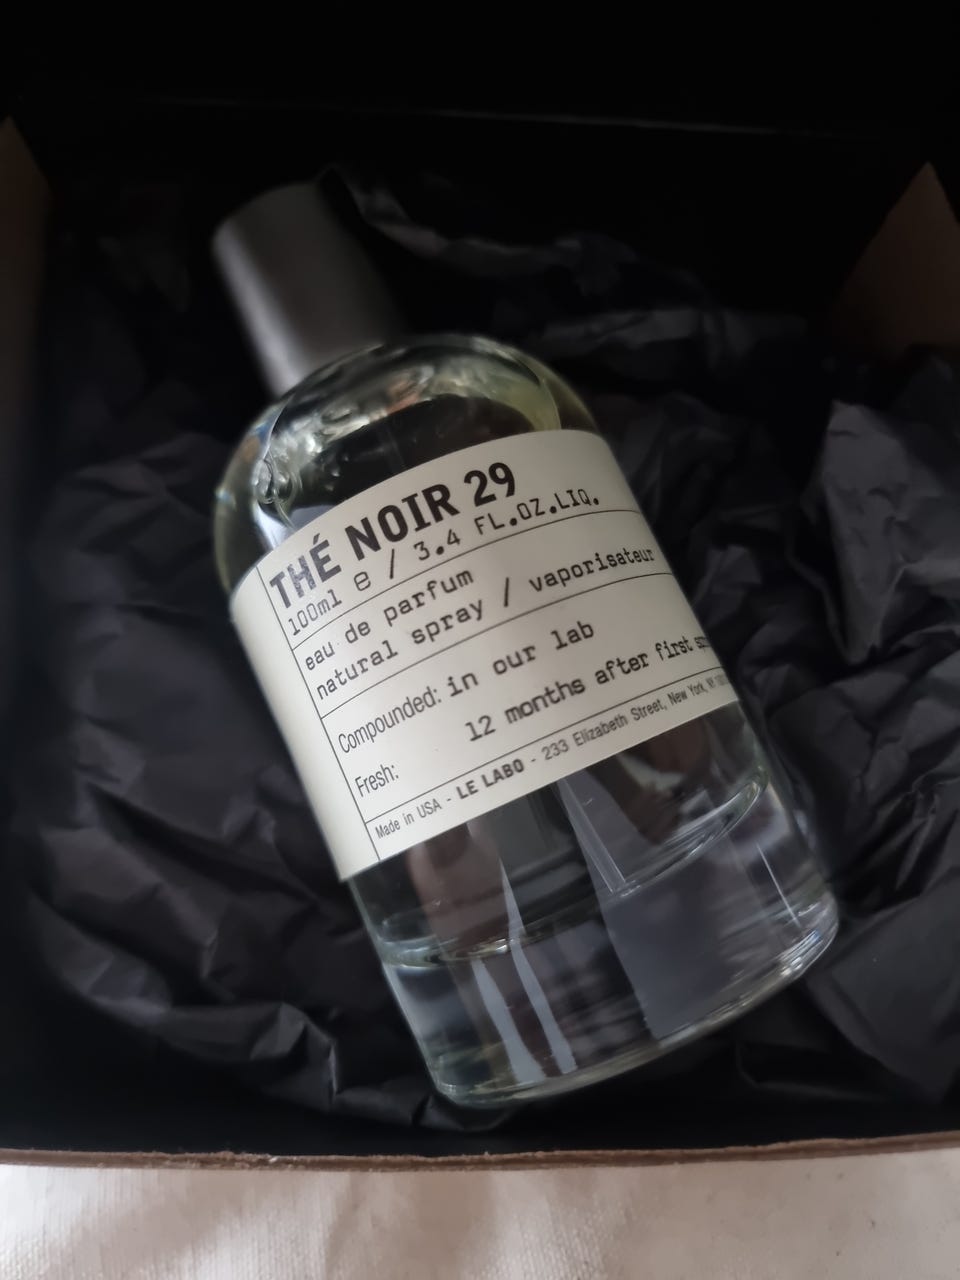 THÉ NOIR 29
100ml e / 3.4 FL.OZ.LIQ.
eau de parfum
natural spray / vaporisateur
Compounded: in our lab
Fresh: 12 months after first
Made in USA - LE LABO - 233 Elizabeth Street, New York, NY